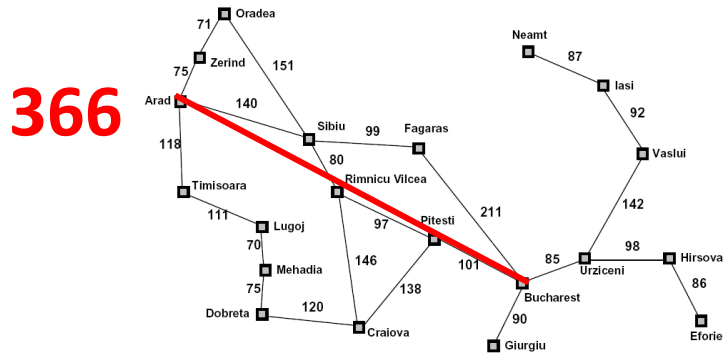 Oradea
71
Neamt
87
Zerind
75
151
Iasi
366
Arad
140
92
Sibiu
99
Fagaras
118
80
Vaslui
Rimnicu Vilcea
Timisoara
111
97
Pitesti
211
142
Lugoj
70
98
Hirsova
146
101
85
Urziceni
Mehadia
75
138
86
Bucharest
Dobreta
120
90
Craiova
Giurgiu
Eforie